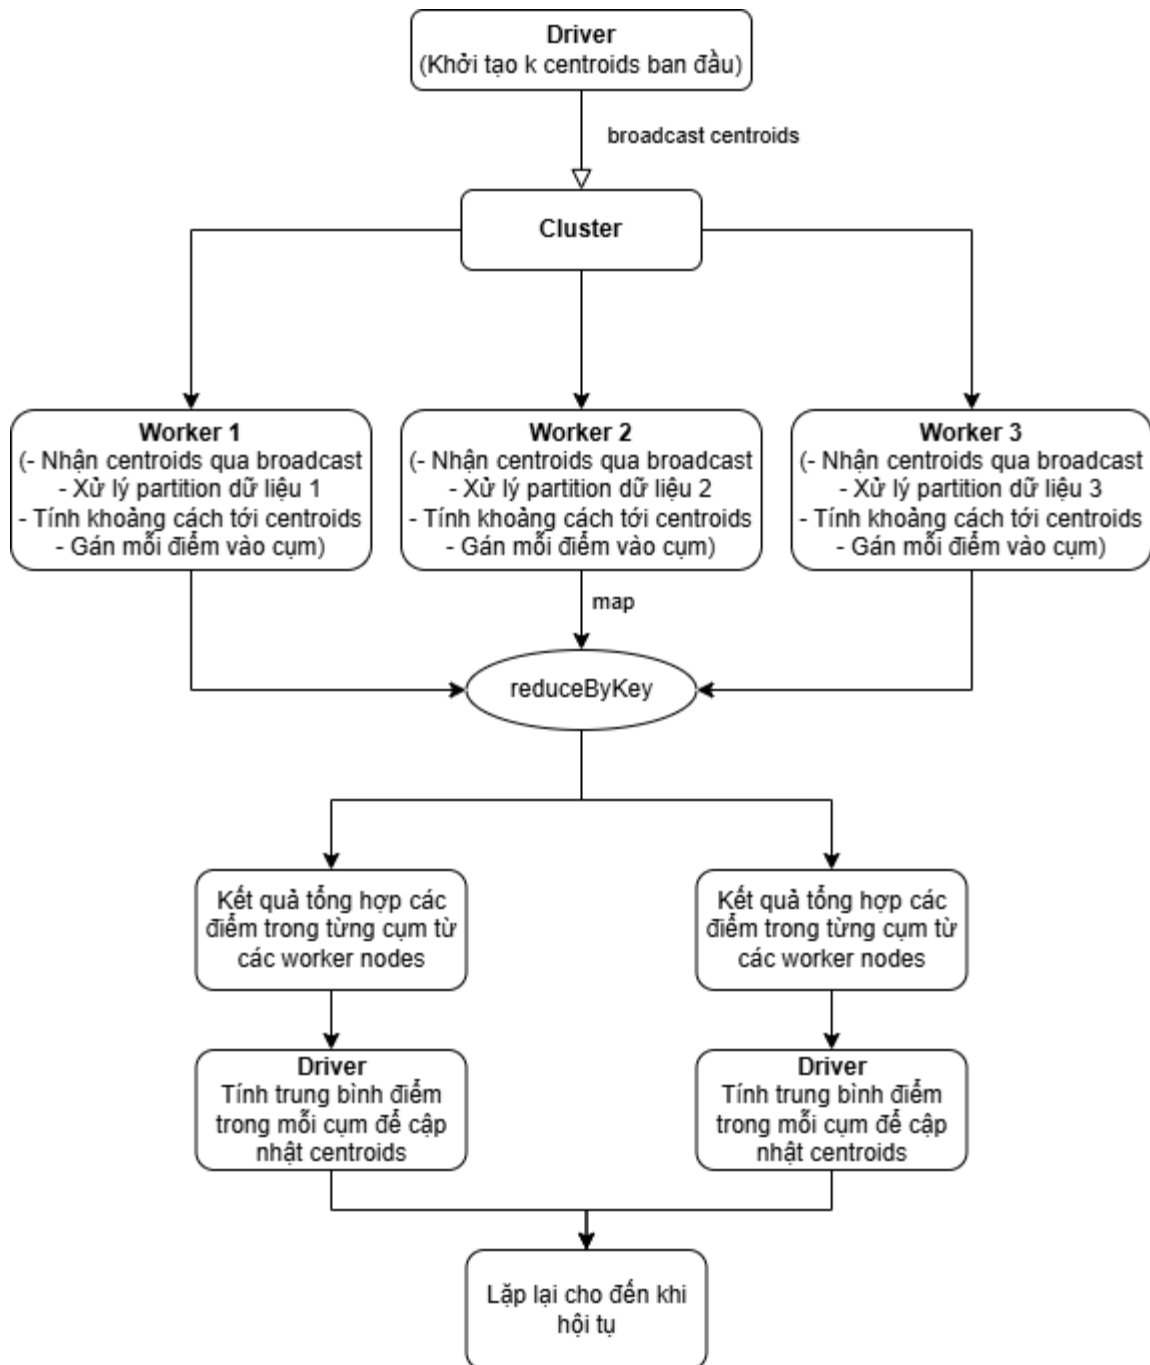 Driver
(Khởi tạo k centroids ban đầu)
broadcast centroids
Cluster
Worker 1
(- Nhận centroids qua broadcast
- Xử lý partition dữ liệu 1
- Tính khoảng cách tới centroids
- Gán mỗi điểm vào cụm)
Worker 2
(- Nhận centroids qua broadcast
- Xử lý partition dữ liệu 2
- Tính khoảng cách tới centroids
- Gán mỗi điểm vào cụm)
Worker 3
(- Nhận centroids qua broadcast
- Xử lý partition dữ liệu 3
- Tính khoảng cách tới centroids
- Gán mỗi điểm vào cụm)
map
reduceByKey
Kết quả tổng hợp các
điểm trong từng cụm từ
các worker nodes
Kết quả tổng hợp các
điểm trong từng cụm từ
các worker nodes
Driver
Tính trung bình điểm
trong mỗi cụm để cập
nhật centroids
Driver
Tính trung bình điểm
trong mỗi cụm để cập
nhật centroids
Lặp lại cho đến khi
hội tụ